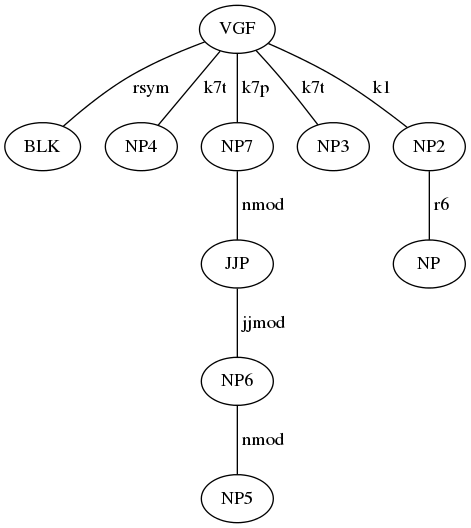 VGF
rsym k7t k7p k7t k1
BLK NP4 NP7 NP3 NP2
nmod r6
JJP NP
jjmod
NP6
nmod
NP5